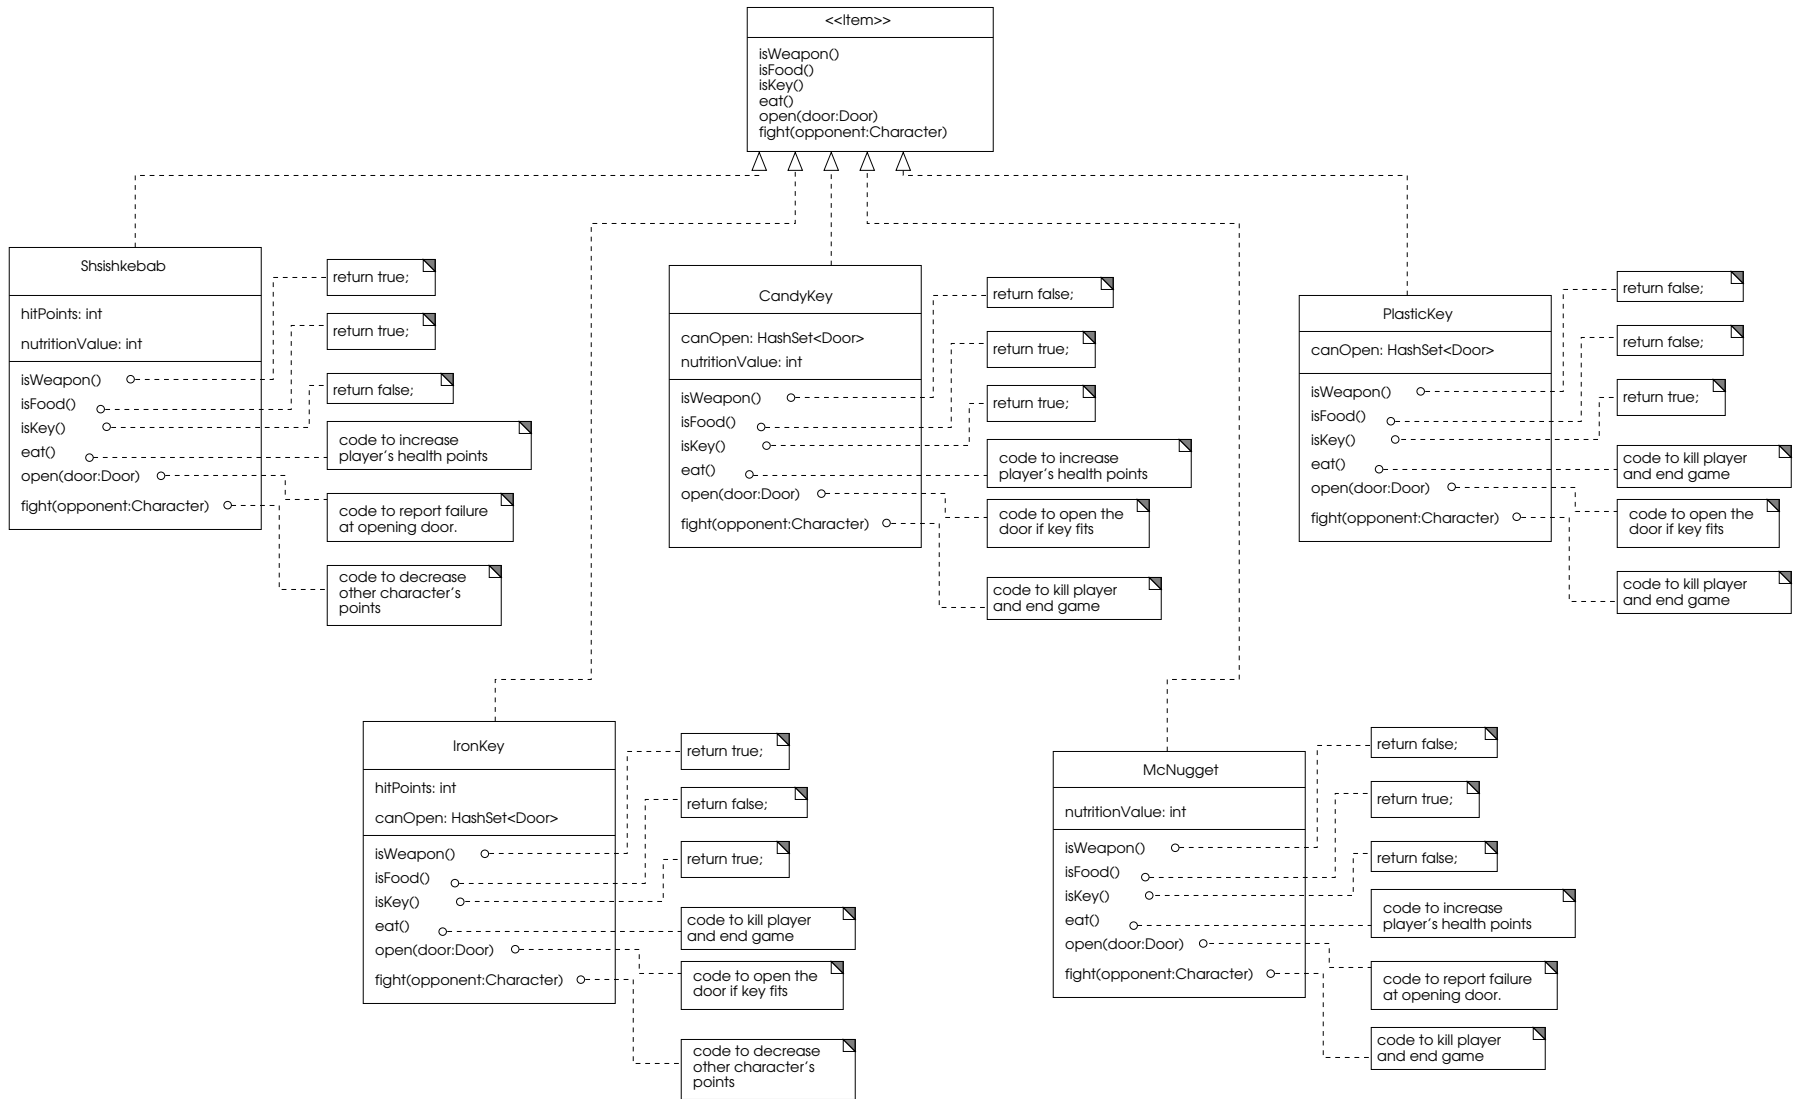 <<Item>>
isWeapon()
isFood()
isKey()
eat()
open(door:Door)
fight(opponent:Character)
Shsishkebab
hitPoints: int
nutritionValue: int
isWeapon()
isFood()
isKey()
eat()
open(door:Door)
fight(opponent:Character)
return true;
return true;
return false;
code to increase
player's health points
code to report failure
at opening door.
code to decrease
other character's
points
CandyKey
canOpen: HashSet<Door>
nutritionValue: int
isWeapon()
isFood()
isKey()
eat()
open(door:Door)
fight(opponent:Character)
return false;
return true;
return true;
code to increase
player's health points
code to open the
door if key fits
code to kill player
and end game
PlasticKey
canOpen: HashSet<Door>
isWeapon()
isFood()
isKey()
eat()
open(door:Door)
fight(opponent:Character)
return false;
return false;
return true;
code to kill player
and end game
code to open the
door if key fits
code to kill player
and end game
IronKey
hitPoints: int
canOpen: HashSet<Door>
isWeapon()
isFood()
isKey()
eat()
open(door:Door)
fight(opponent:Character)
return true;
return false;
return true;
code to kill player
and end game
code to open the
door if key fits
code to decrease
other character's
points
McNugget
nutritionValue: int
isWeapon()
isFood()
isKey()
eat()
open(door:Door)
fight(opponent:Character)
return false;
return true;
return false;
code to increase
player's health points
code to report failure
at opening door.
code to kill player
and end game